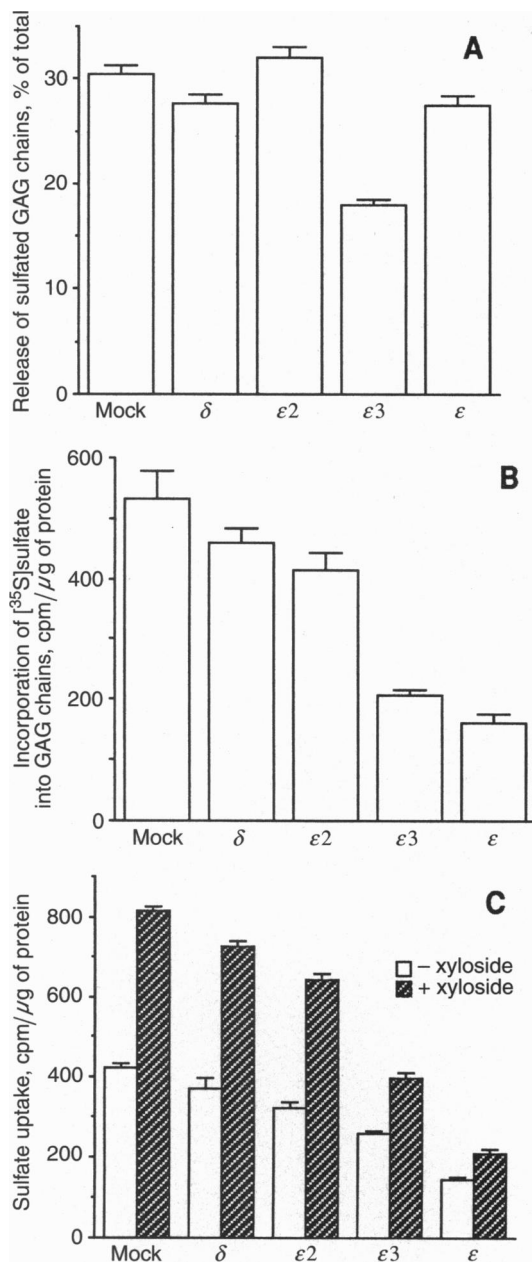 A
Release of sulfated GAG chains, % of total
30
20
10
0
Mock δ ε2 ε3 ε
B
Incorporation of [³⁵S]sulfate
into GAG chains, cpm/μg of protein
600
400
200
0
Mock δ ε2 ε3 ε
C
Sulfate uptake, cpm/μg of protein
800
600
400
200
0
− xyloside
+ xyloside
Mock δ ε2 ε3 ε